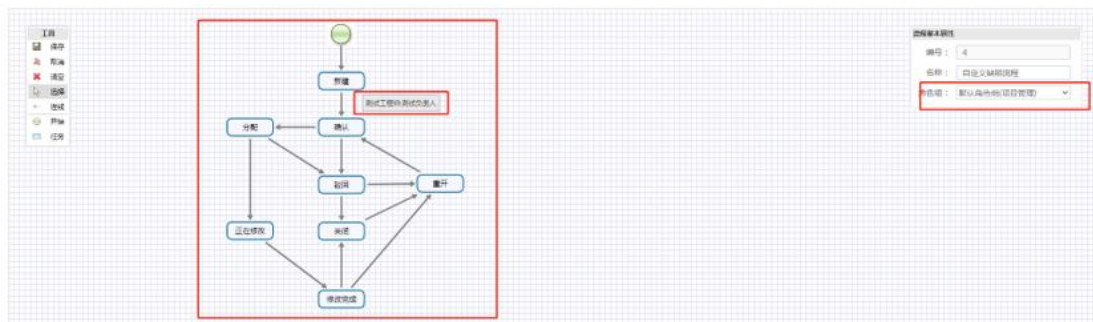 工具
保存
取消
清空
选择
连线
开始
任务
新建
测试工程师,测试负责人
分配
确认
驳回
重开
正在修改
关闭
修改完成
流程基本属性
编号： 4
名称： 自定义缺陷流程
角色组： 默认角色组(项目管理)